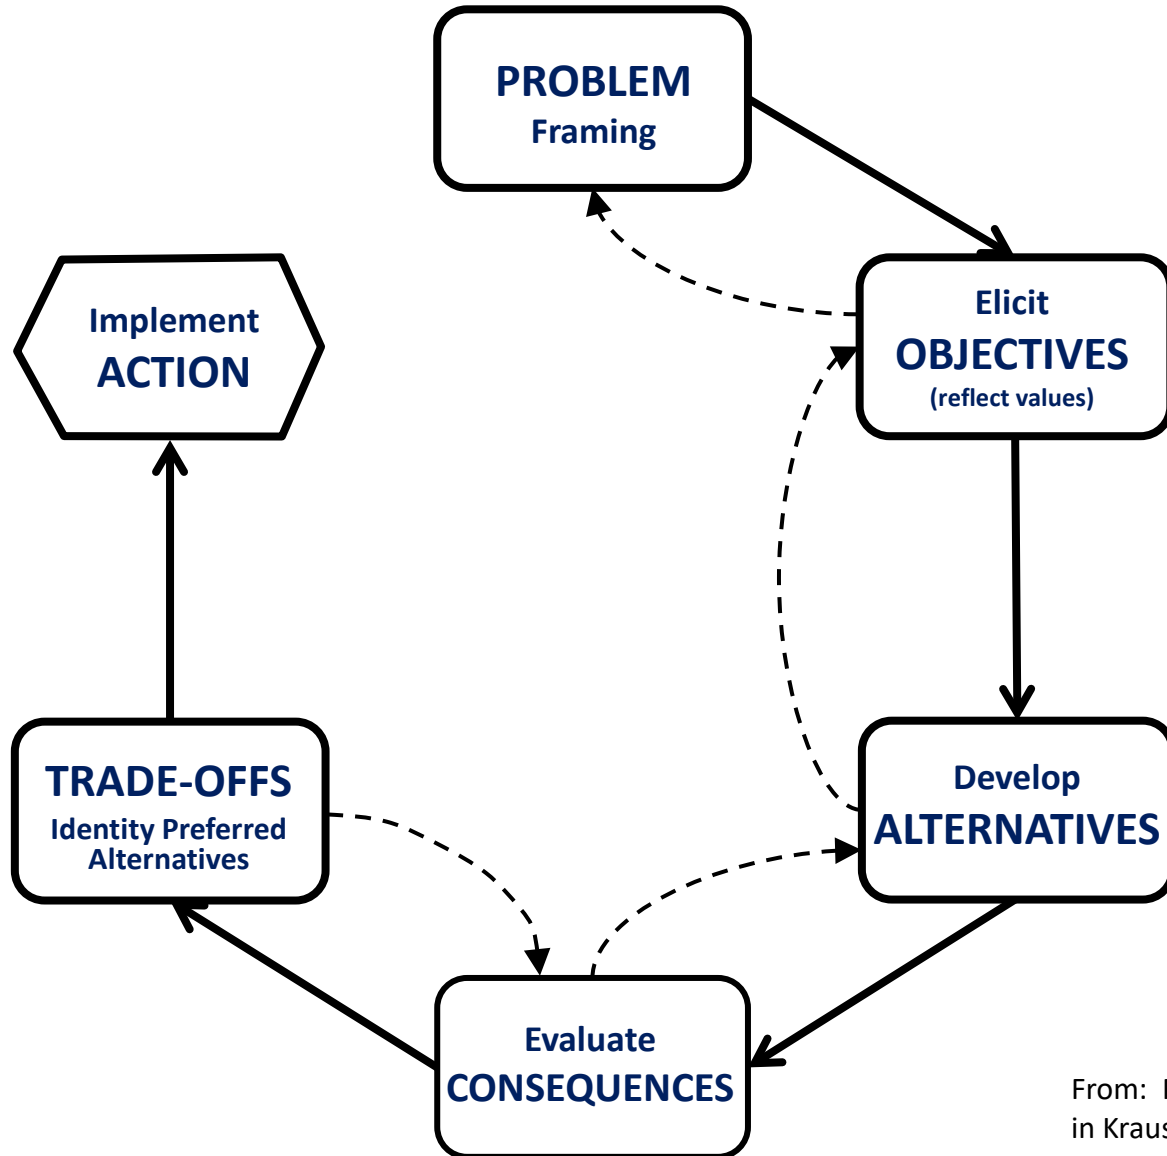 PROBLEM
Framing
Elicit
OBJECTIVES
(reflect values)
Develop
ALTERNATIVES
Evaluate
CONSEQUENCES
TRADE-OFFS
Identity Preferred
Alternatives
Implement
ACTION
From:
in Kraus